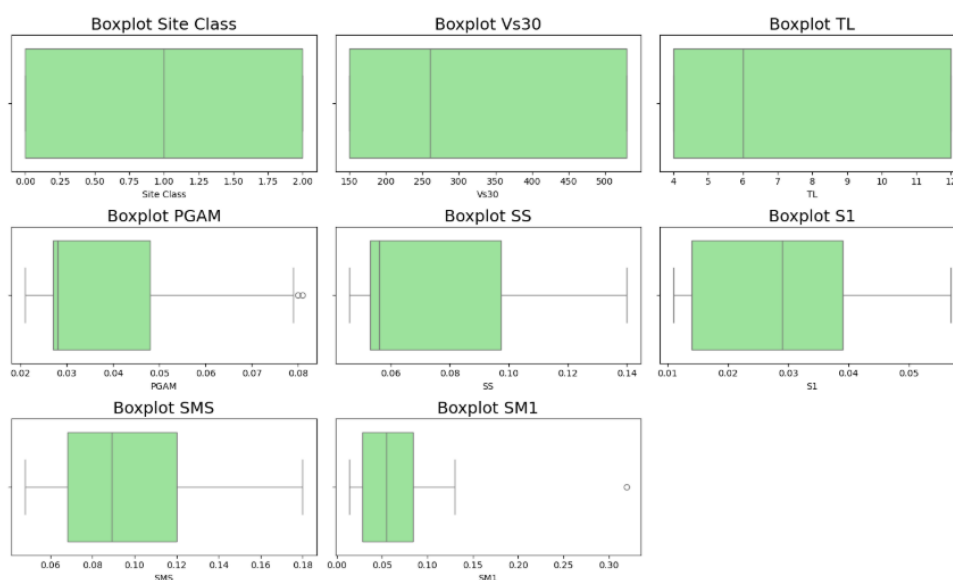 Boxplot Site Class
0.00 0.25 0.50 0.75 1.00 1.25 1.50 1.75 2.00
Site Class
Boxplot Vs30
150 200 250 300 350 400 450 500
Vs30
Boxplot TL
4 5 6 7 8 9 10 11 12
TL
Boxplot PGAM
0.02 0.03 0.04 0.05 0.06 0.07 0.08
PGAM
Boxplot SS
0.06 0.08 0.10 0.12 0.14
SS
Boxplot S1
0.01 0.02 0.03 0.04 0.05
S1
Boxplot SMS
0.06 0.08 0.10 0.12 0.14 0.16 0.18
SMS
Boxplot SM1
0.00 0.05 0.10 0.15 0.20 0.25 0.30
SM1